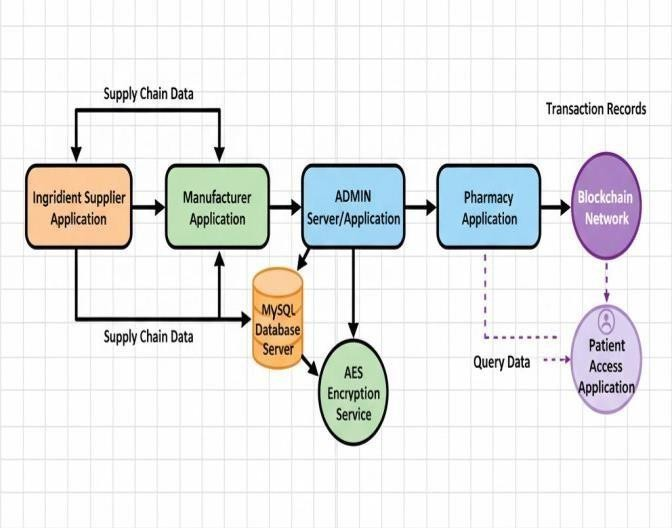 Supply Chain Data
Transaction Records
Ingridient Supplier
Application
Manufacturer
Application
ADMIN
Server/Application
Pharmacy
Application
Blockchain
Network
MySQL
Database
Server
Supply Chain Data
AES
Encryption
Service
Query Data
Patient
Access
Application